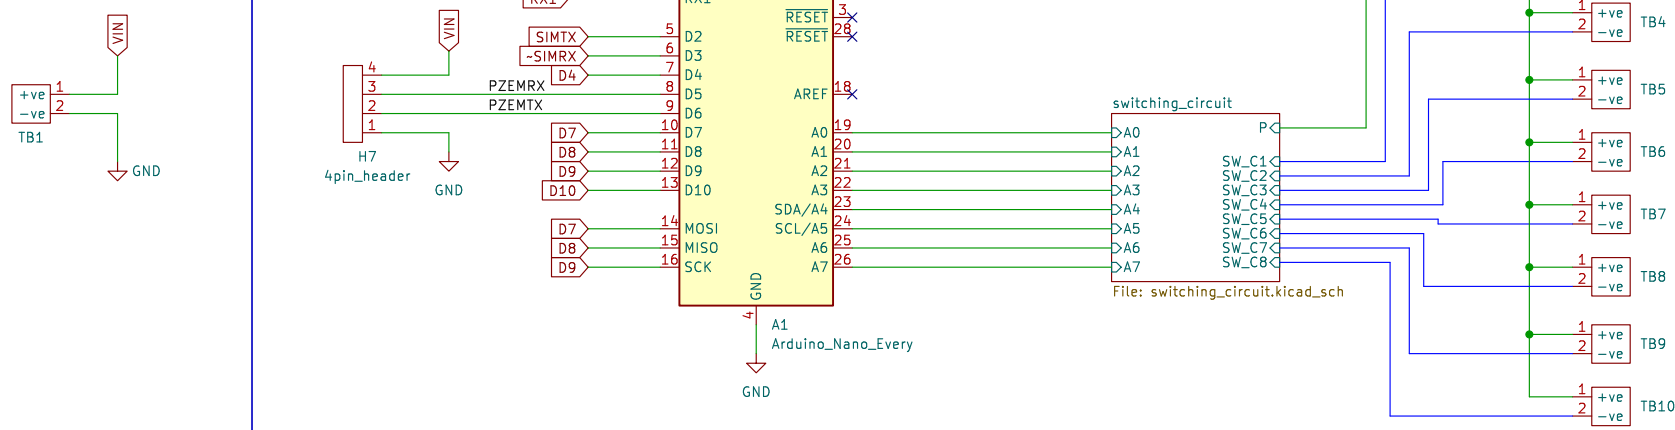 VIN
1
+ve
2
-ve
TB1
GND
VIN
4
3
2
1
H7
4pin_header
GND
PZEMRX
PZEMTX
RX1
SIMTX
~SIMRX
D4
D7
D8
D9
D10
D7
D8
D9
RX1
5 D2
6 D3
7 D4
8 D5
9 D6
10 D7
11 D8
12 D9
13 D10
14 MOSI
15 MISO
16 SCK
RESET 3
RESET 28
AREF 18
A0 19
A1 20
A2 21
A3 22
SDA/A4 23
SCL/A5 24
A6 25
A7 26
GND
4
A1
Arduino_Nano_Every
GND
switching_circuit
A0
A1
A2
A3
A4
A5
A6
A7
P
SW_C1
SW_C2
SW_C3
SW_C4
SW_C5
SW_C6
SW_C7
SW_C8
File: switching_circuit.kicad_sch
1 +ve
2 -ve
TB4
1 +ve
2 -ve
TB5
1 +ve
2 -ve
TB6
1 +ve
2 -ve
TB7
1 +ve
2 -ve
TB8
1 +ve
2 -ve
TB9
1 +ve
2 -ve
TB10